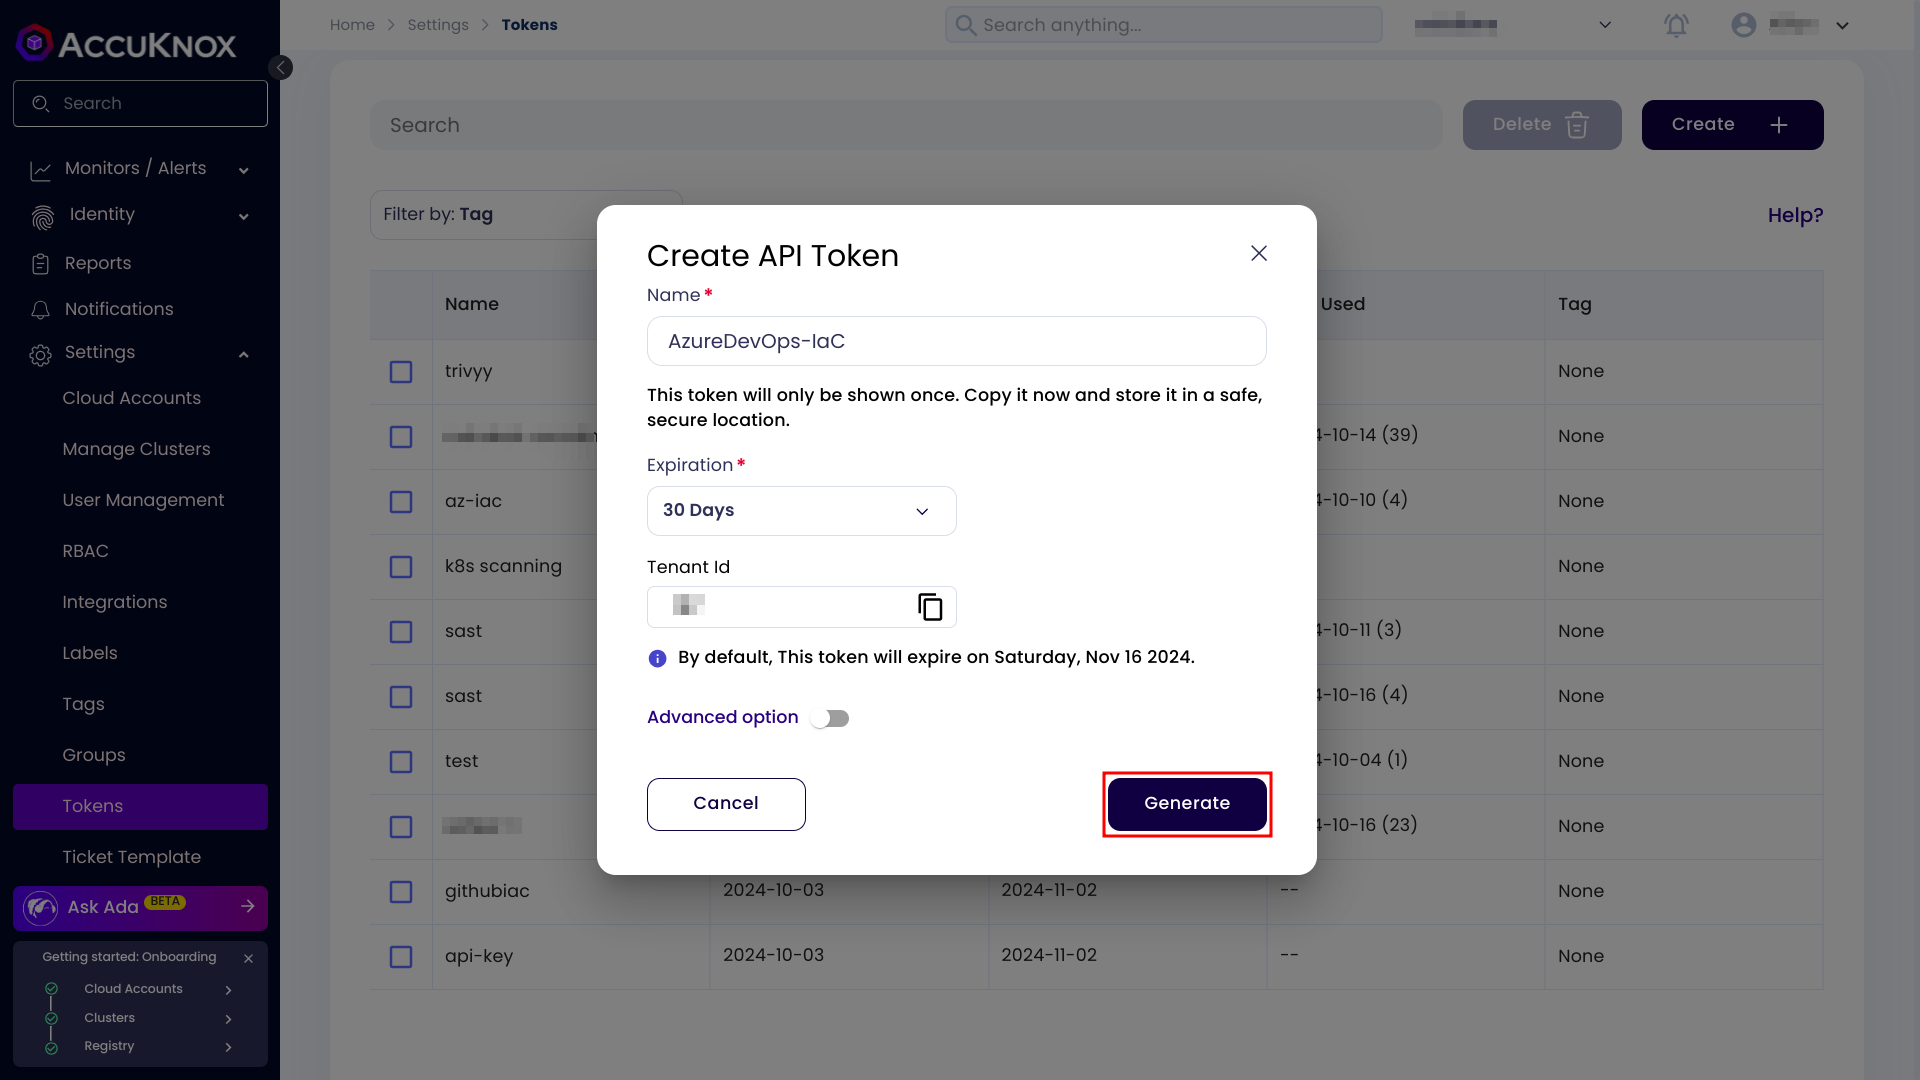 ACCUKNOX
Home > Settings > Tokens
Search anything...
Search
Monitors / Alerts
Identity
Reports
Notifications
Settings
Cloud Accounts
Manage Clusters
User Management
RBAC
Integrations
Labels
Tags
Groups
Tokens
Ticket Template
Ask Ada BETA
Getting started: Onboarding
Cloud Accounts
Clusters
Registry
Search
Delete
Create +
Filter by: Tag
Help?
Name Used Tag
trivyy None
4-10-14 (39) None
az-iac 4-10-10 (4) None
k8s scanning None
sast 4-10-11 (3) None
sast 4-10-16 (4) None
test 4-10-04 (1) None
4-10-16 (23) None
githubiac 2024-10-03 2024-11-02 -- None
api-key 2024-10-03 2024-11-02 -- None
Create API Token
Name *
AzureDevOps-IaC
This token will only be shown once. Copy it now and store it in a safe,
secure location.
Expiration *
30 Days
Tenant Id
By default, This token will expire on Saturday, Nov 16 2024.
Advanced option
Cancel
Generate